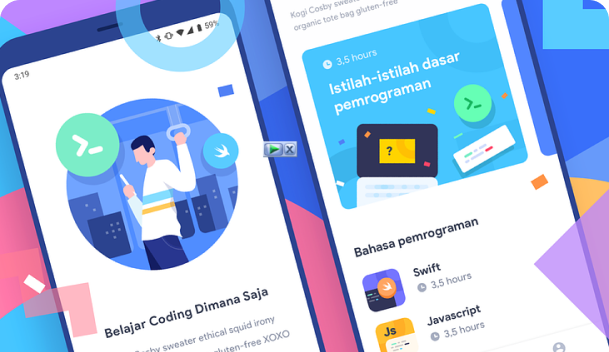 3:19
59%
Belajar Coding Dimana Saja
Cosby sweater ethical squid irony
gluten-free XOXO
Kogi Cosby sweater
organic tote bag gluten-free
3,5 hours
Istilah-istilah dasar
pemrograman
?
Bahasa pemrograman
Swift
3,5 hours
Js
Javascript
3,5 hours